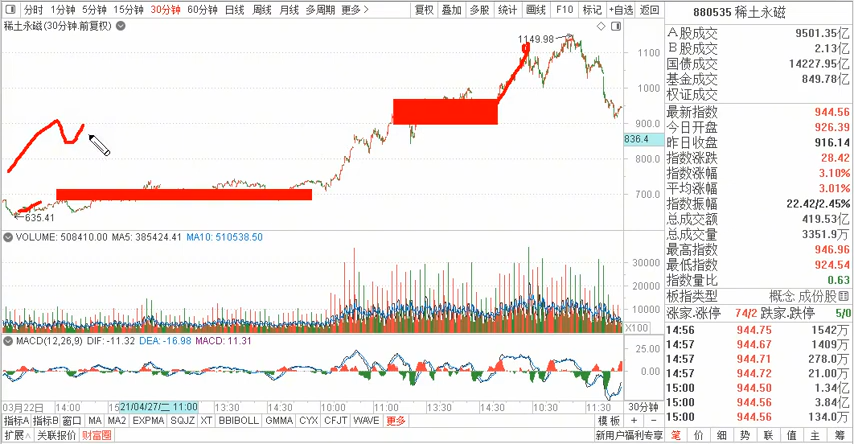 分时 1分钟 5分钟 15分钟 30分钟 60分钟 日线 周线 月线 多周期 更多> 复权 叠加 多股 统计 画线 F10 标记 +自选 返回
880535 稀土永磁
稀土永磁(30分钟.前复权)
1149.98
635.41
1100
1000
900.0
836.4
800.0
700.0
VOLUME: 508410.00 MA5: 385424.41 MA10: 510538.50
30000
20000
10000
X100
MACD(12,26,9) DIF: -11.32 DEA: -16.98 MACD: 11.31
25.00
0.00
03月22日 14:00 15 21/04/27/二 11:00 13:30 14:30 10:30 11:00 13:30 14:30 10:30 11:30 30分钟
指标A 指标B 窗口 MA MA2 EXPMA SQJZ XT BBIBOLL GMMA CYX CFJT WAVE 更多 模板 + −
扩展∧ 关联报价 财富圈 新用户福利专享
A股成交 9501.35亿
B股成交 2.13亿
国债成交 14227.95亿
基金成交 849.78亿
权证成交
最新指数 944.56
今日开盘 926.39
昨日收盘 916.14
指数涨跌 28.42
指数涨幅 3.10%
平均涨幅 3.01%
指数振幅 22.42/2.45%
总成交额 419.53亿
总成交量 3351.9万
最高指数 946.96
最低指数 924.54
指数量比 0.63
板指类型 概念 成份股
涨家.涨停 74/2 跌家.跌停 5/0
14:56 944.75 1542万
14:57 944.67 1409万
14:57 944.71 278.0万
14:57 944.72 21.00万
15:00 944.50 1.34亿
15:00 944.56 3.84亿
15:00 944.56 134.0万
笔 价 细 势 联 值 主 筹